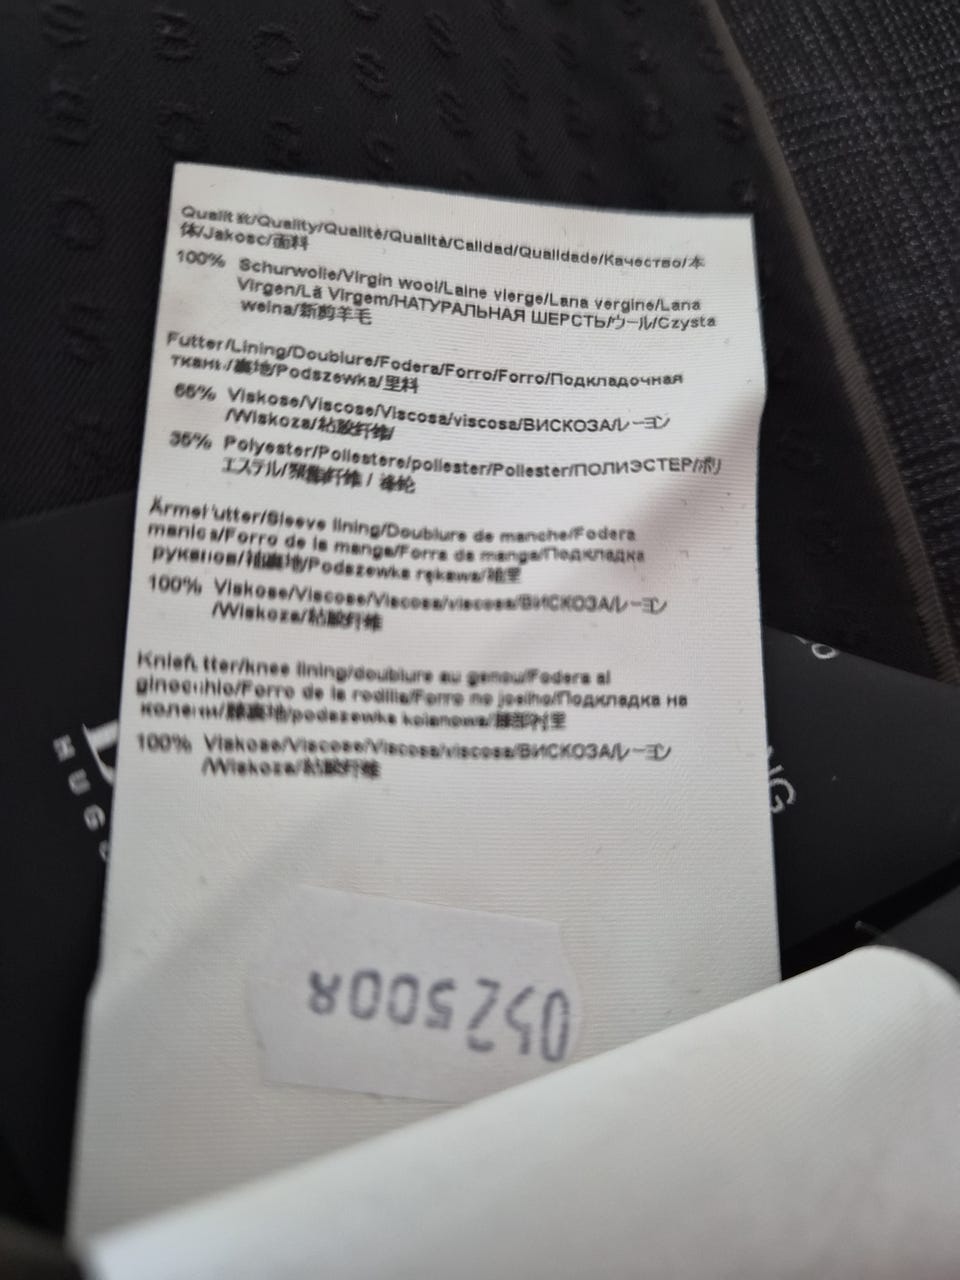 Qualität/Quality/Qualité/Qualità/Calidad/Qualidade/Качество/本
体/Jakosc/面料
100% Schurwolle/Virgin wool/Laine vierge/Lana vergine/Lana
Virgen/Lã Virgem/НАТУРАЛЬНАЯ ШЕРСТЬ/ウール/Czysta
welna/新剪羊毛
Futter/Lining/Doublure/Fodera/Forro/Forro/Подкладочная
ткань/裏地/Podszewka/里料
65% Viskose/Viscose/Viscosa/viscosa/ВИСКОЗА/レーヨン
/Wiskoza/粘胶纤维/
35% Polyester/Poliestere/poliester/Poliester/ПОЛИЭСТЕР/ポリ
エステル/聚酯纤维 /
Ärmelfutter/Sleeve lining/Doublure de manche/Fodera
manica/Forro de la manga/Forro da manga/Подкладка
рукавов/袖裏地/Podszewka rękawa/袖里
100% Viskose/Viscose/Viscosa/viscosa/ВИСКОЗА/レーヨン
/Wiskoza/粘胶纤维
Kniefutter/knee lining/doublure au genou/Fodera al
ginocchio/Forro de la rodilla/Forro no joelho/Подкладка на
колени/膝裏地/podszewka kolanowa/膝部衬里
100% Viskose/Viscose/Viscosa/viscosa/ВИСКОЗА/レーヨン
/Wiskoza/粘胶纤维
HUG
NG